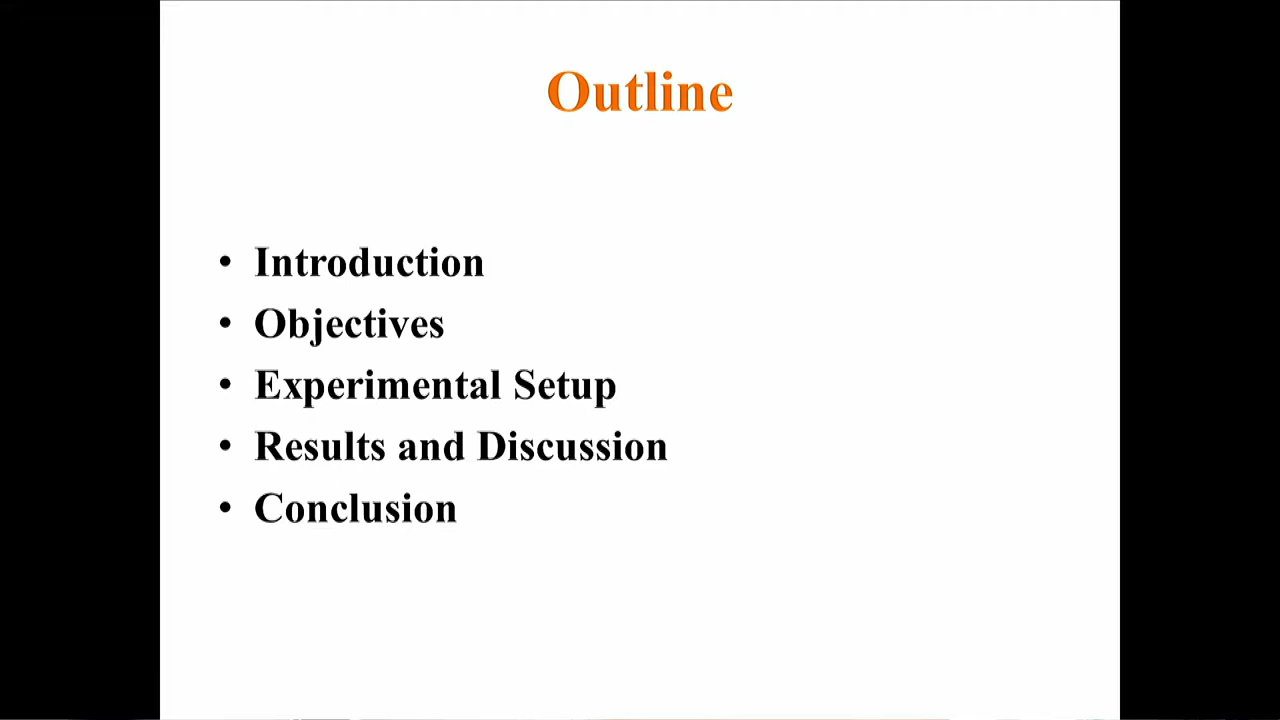 Outline
• Introduction
• Objectives
• Experimental Setup
• Results and Discussion
• Conclusion